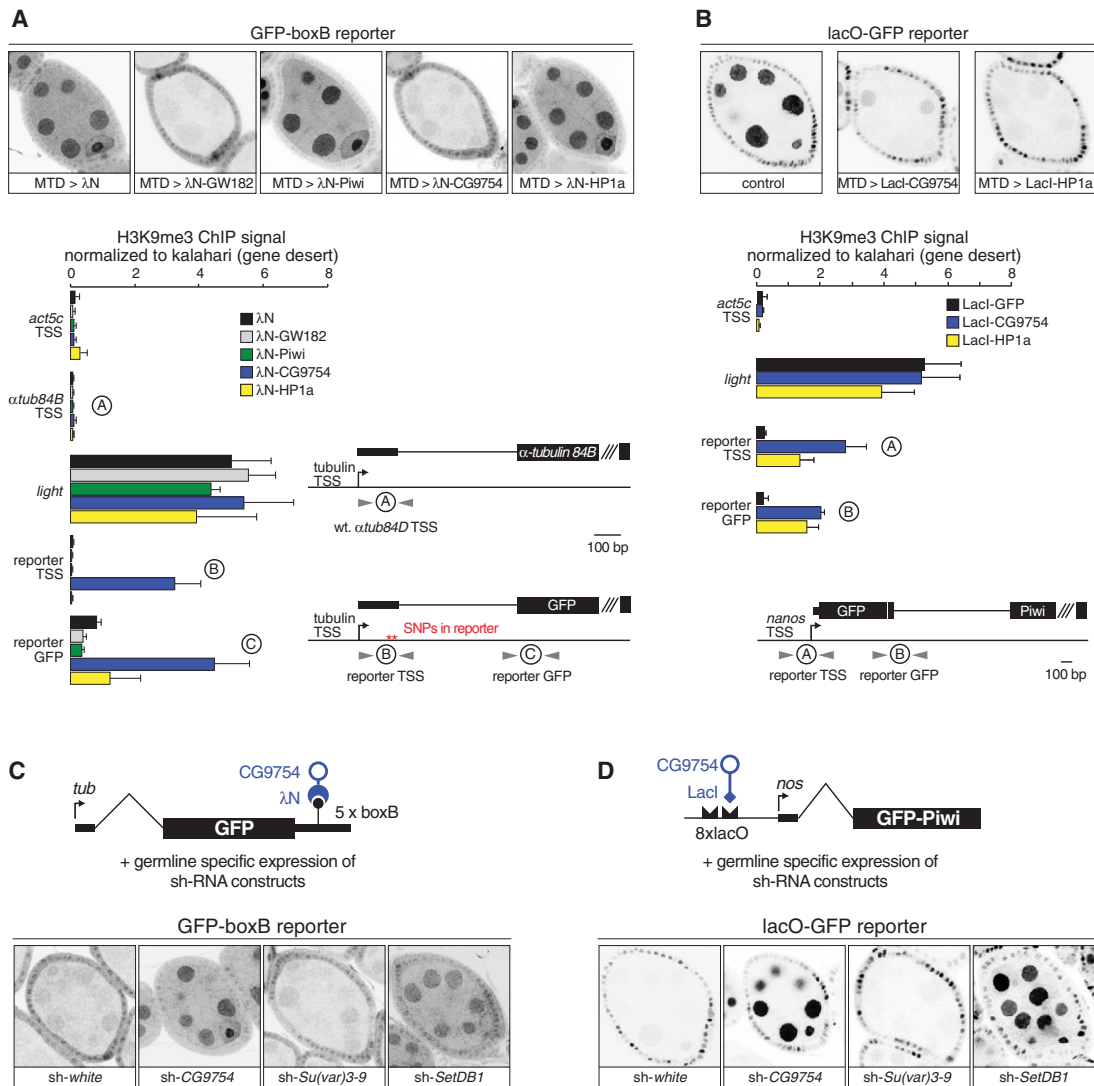 A
GFP-boxB reporter
MTD > λN
MTD > λN-GW182
MTD > λN-Piwi
MTD > λN-CG9754
MTD > λN-HP1a
H3K9me3 ChIP signal
normalized to kalahari (gene desert)
0 2 4 6 8
act5c
TSS
αtub84B
TSS
A
light
reporter
TSS
B
reporter
GFP
C
λN
λN-GW182
λN-Piwi
λN-CG9754
λN-HP1a
α-tubulin 84B
tubulin
TSS
A
wt. αtub84D TSS
100 bp
GFP
tubulin
TSS
SNPs in reporter
**
B
C
reporter TSS
reporter GFP
B
lacO-GFP reporter
control
MTD > LacI-CG9754
MTD > LacI-HP1a
H3K9me3 ChIP signal
normalized to kalahari (gene desert)
0 2 4 6 8
act5c
TSS
light
reporter
TSS
A
reporter
GFP
B
LacI-GFP
LacI-CG9754
LacI-HP1a
GFP
Piwi
nanos
TSS
A
B
reporter TSS
reporter GFP
100 bp
C
CG9754
λN
tub
5 x boxB
GFP
+ germline specific expression of
sh-RNA constructs
GFP-boxB reporter
sh-white
sh-CG9754
sh-Su(var)3-9
sh-SetDB1
D
CG9754
LacI
nos
8xlacO
GFP-Piwi
+ germline specific expression of
sh-RNA constructs
lacO-GFP reporter
sh-white
sh-CG9754
sh-Su(var)3-9
sh-SetDB1